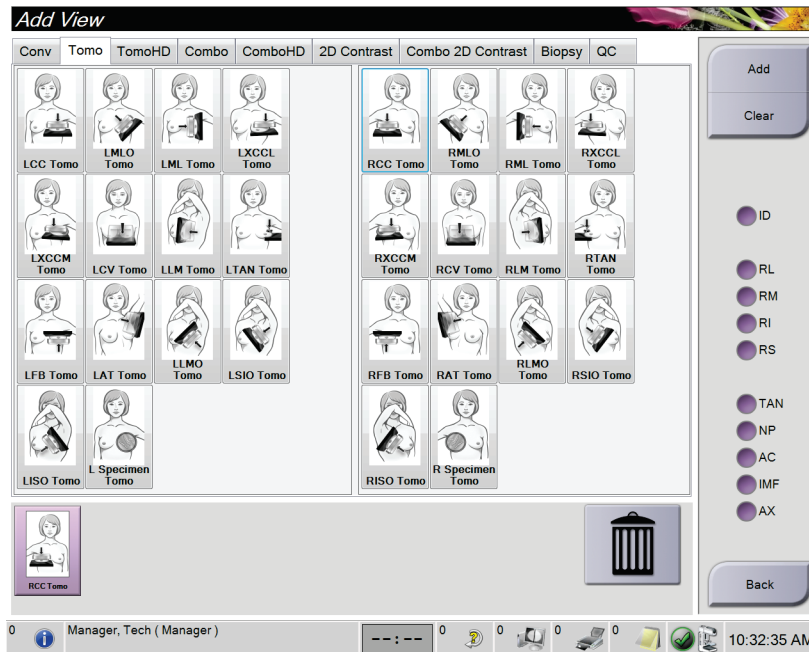 Add View
Conv Tomo TomoHD Combo ComboHD 2D Contrast Combo 2D Contrast Biopsy QC
LCC Tomo
LMLO
Tomo
LML Tomo
LXCCL
Tomo
RCC Tomo
RMLO
Tomo
RML Tomo
RXCCL
Tomo
LXCCM
Tomo
LCV Tomo
LLM Tomo
LTAN Tomo
RXCCM
Tomo
RCV Tomo
RLM Tomo
RTAN
Tomo
LFB Tomo
LAT Tomo
LLMO
Tomo
LSIO Tomo
RFB Tomo
RAT Tomo
RLMO
Tomo
RSIO Tomo
LISO Tomo
L Specimen
Tomo
RISO Tomo
R Specimen
Tomo
RCC Tomo
Add
Clear
ID
RL
RM
RI
RS
TAN
NP
AC
IMF
AX
Back
0 Manager, Tech ( Manager ) --:-- 0 0 0 0 10:32:35 AM